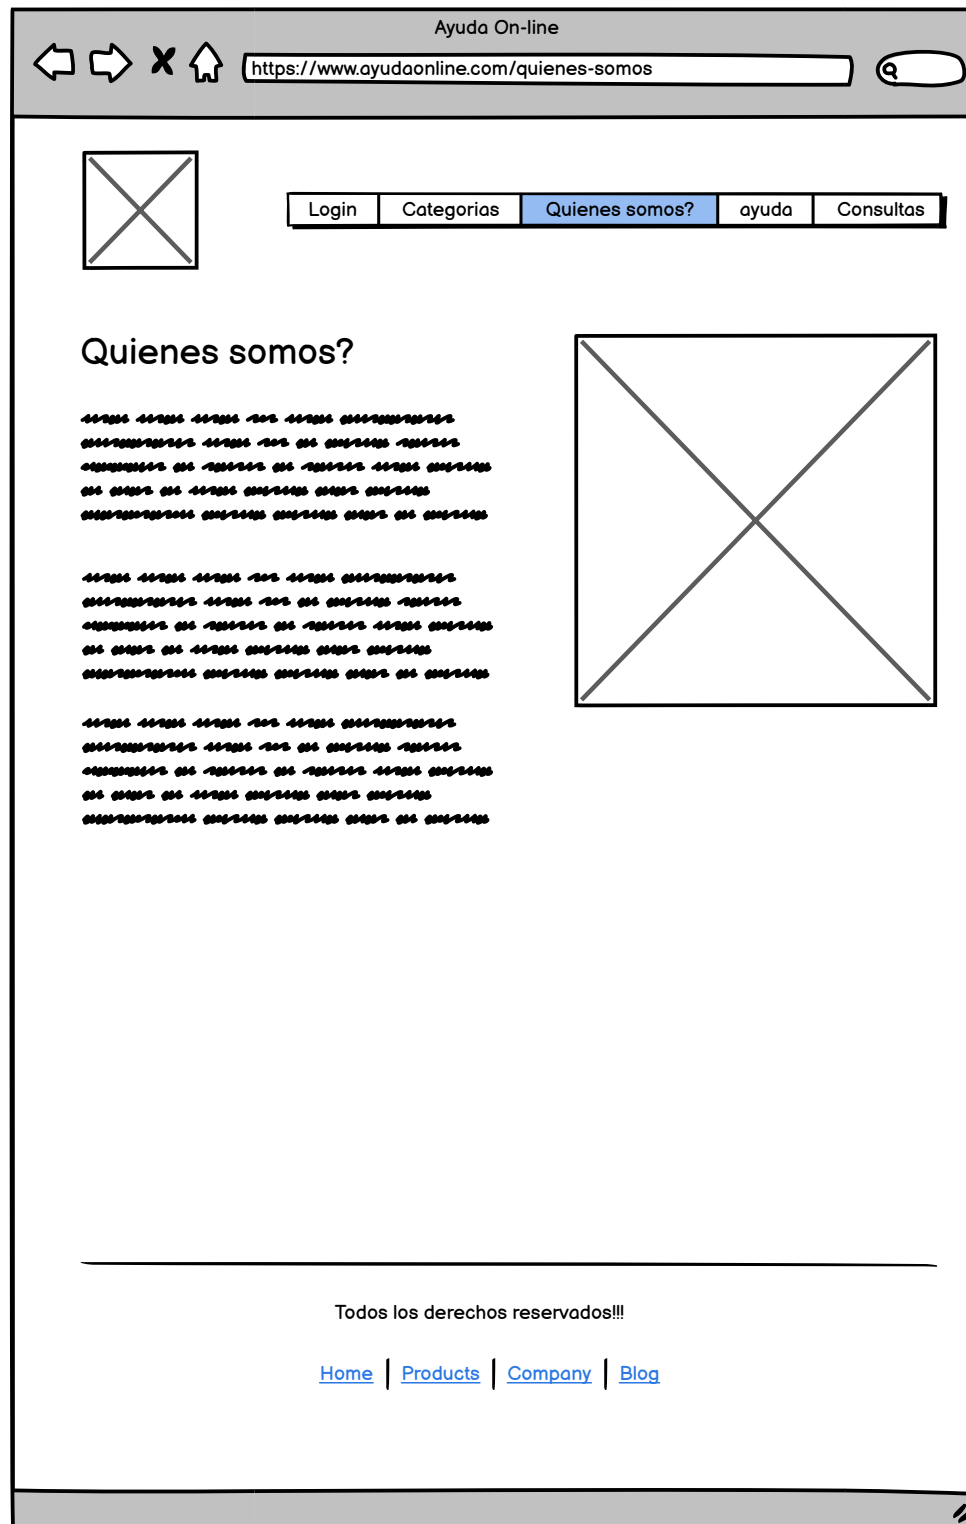 Ayuda On-line
https://www.ayudaonline.com/quienes-somos
Login Categorias Quienes somos? ayuda Consultas
Quienes somos?
Todos los derechos reservados!!!
Home Products Company Blog